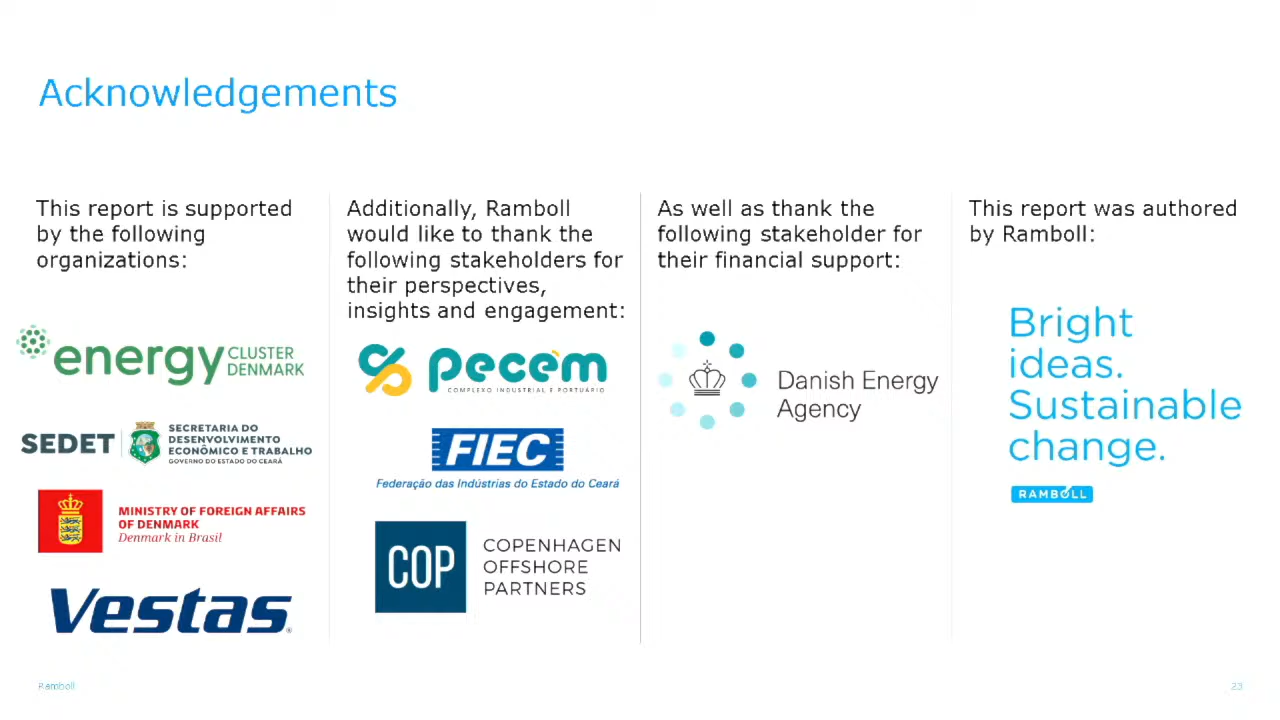 Acknowledgements
This report is supported
by the following
organizations:
energy CLUSTER
DENMARK
SEDET
SECRETARIA DO
DESENVOLVIMENTO
ECONÔMICO E TRABALHO
GOVERNO DO ESTADO DO CEARÁ
MINISTRY OF FOREIGN AFFAIRS
OF DENMARK
Denmark in Brasil
Vestas®
Additionally, Ramboll
would like to thank the
following stakeholders for
their perspectives,
insights and engagement:
pecèm
COMPLEXO INDUSTRIAL E PORTUÁRIO
FIEC
Federação das Indústrias do Estado do Ceará
COP
COPENHAGEN
OFFSHORE
PARTNERS
As well as thank the
following stakeholder for
their financial support:
Danish Energy
Agency
This report was authored
by Ramboll:
Bright
ideas.
Sustainable
change.
RAMBOLL
Ramboll
23